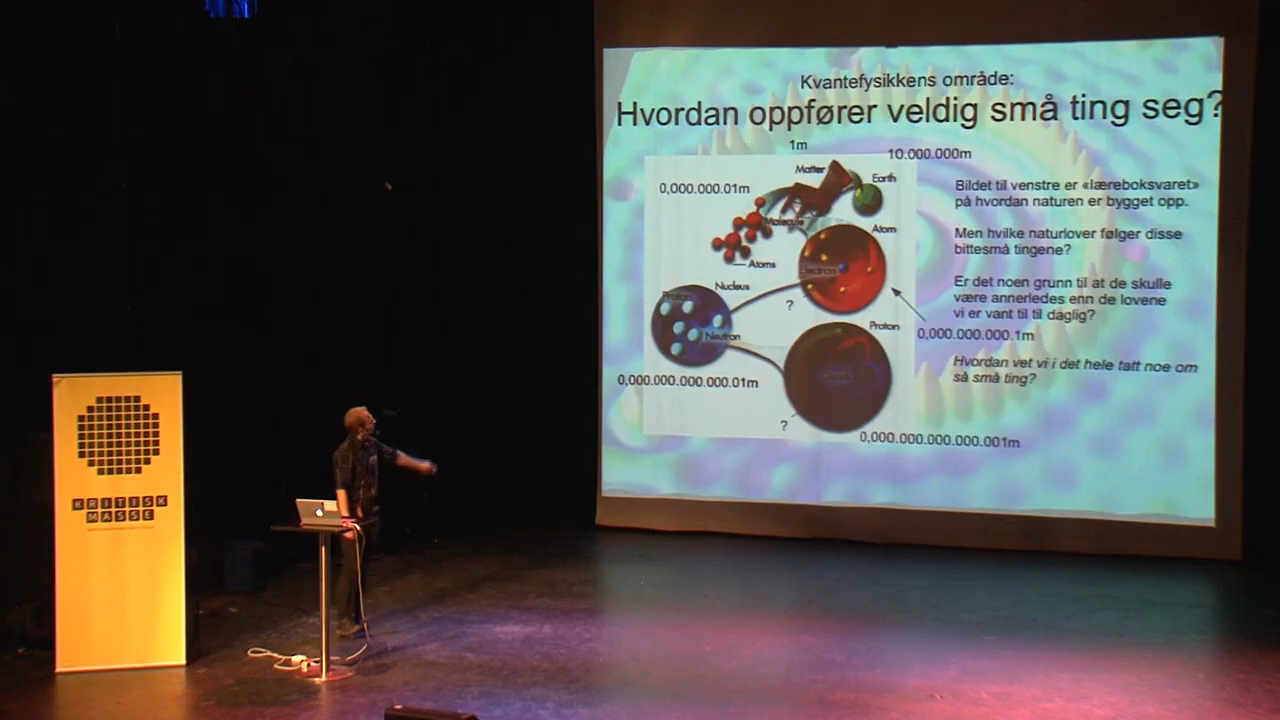 Kvantefysikkens område:
Hvordan oppfører veldig små ting seg?
1m
10.000.000m
Matter
Earth
0,000.000.01m
Molecule
Atom
Atoms
Electron
Nucleus
Proton
?
Neutron
Proton
0,000.000.000.1m
0,000.000.000.000.01m
?
0,000.000.000.000.001m
Bildet til venstre er «læreboksvaret»
på hvordan naturen er bygget opp.
Men hvilke naturlover følger disse
bittesmå tingene?
Er det noen grunn til at de skulle
være annerledes enn de lovene
vi er vant til til daglig?
Hvordan vet vi i det hele tatt noe om
så små ting?
KRITISK
MASSE